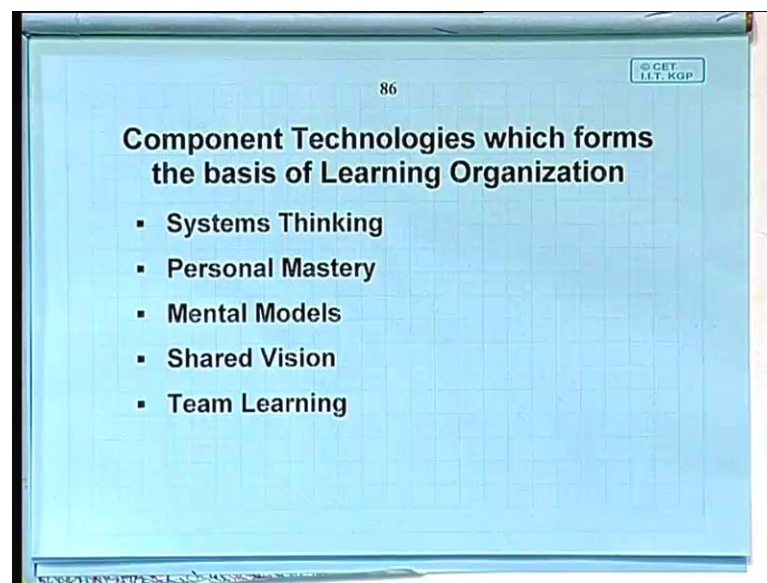 © CET
I.I.T. KGP
86
Component Technologies which forms
the basis of Learning Organization
▪ Systems Thinking
▪ Personal Mastery
▪ Mental Models
▪ Shared Vision
▪ Team Learning